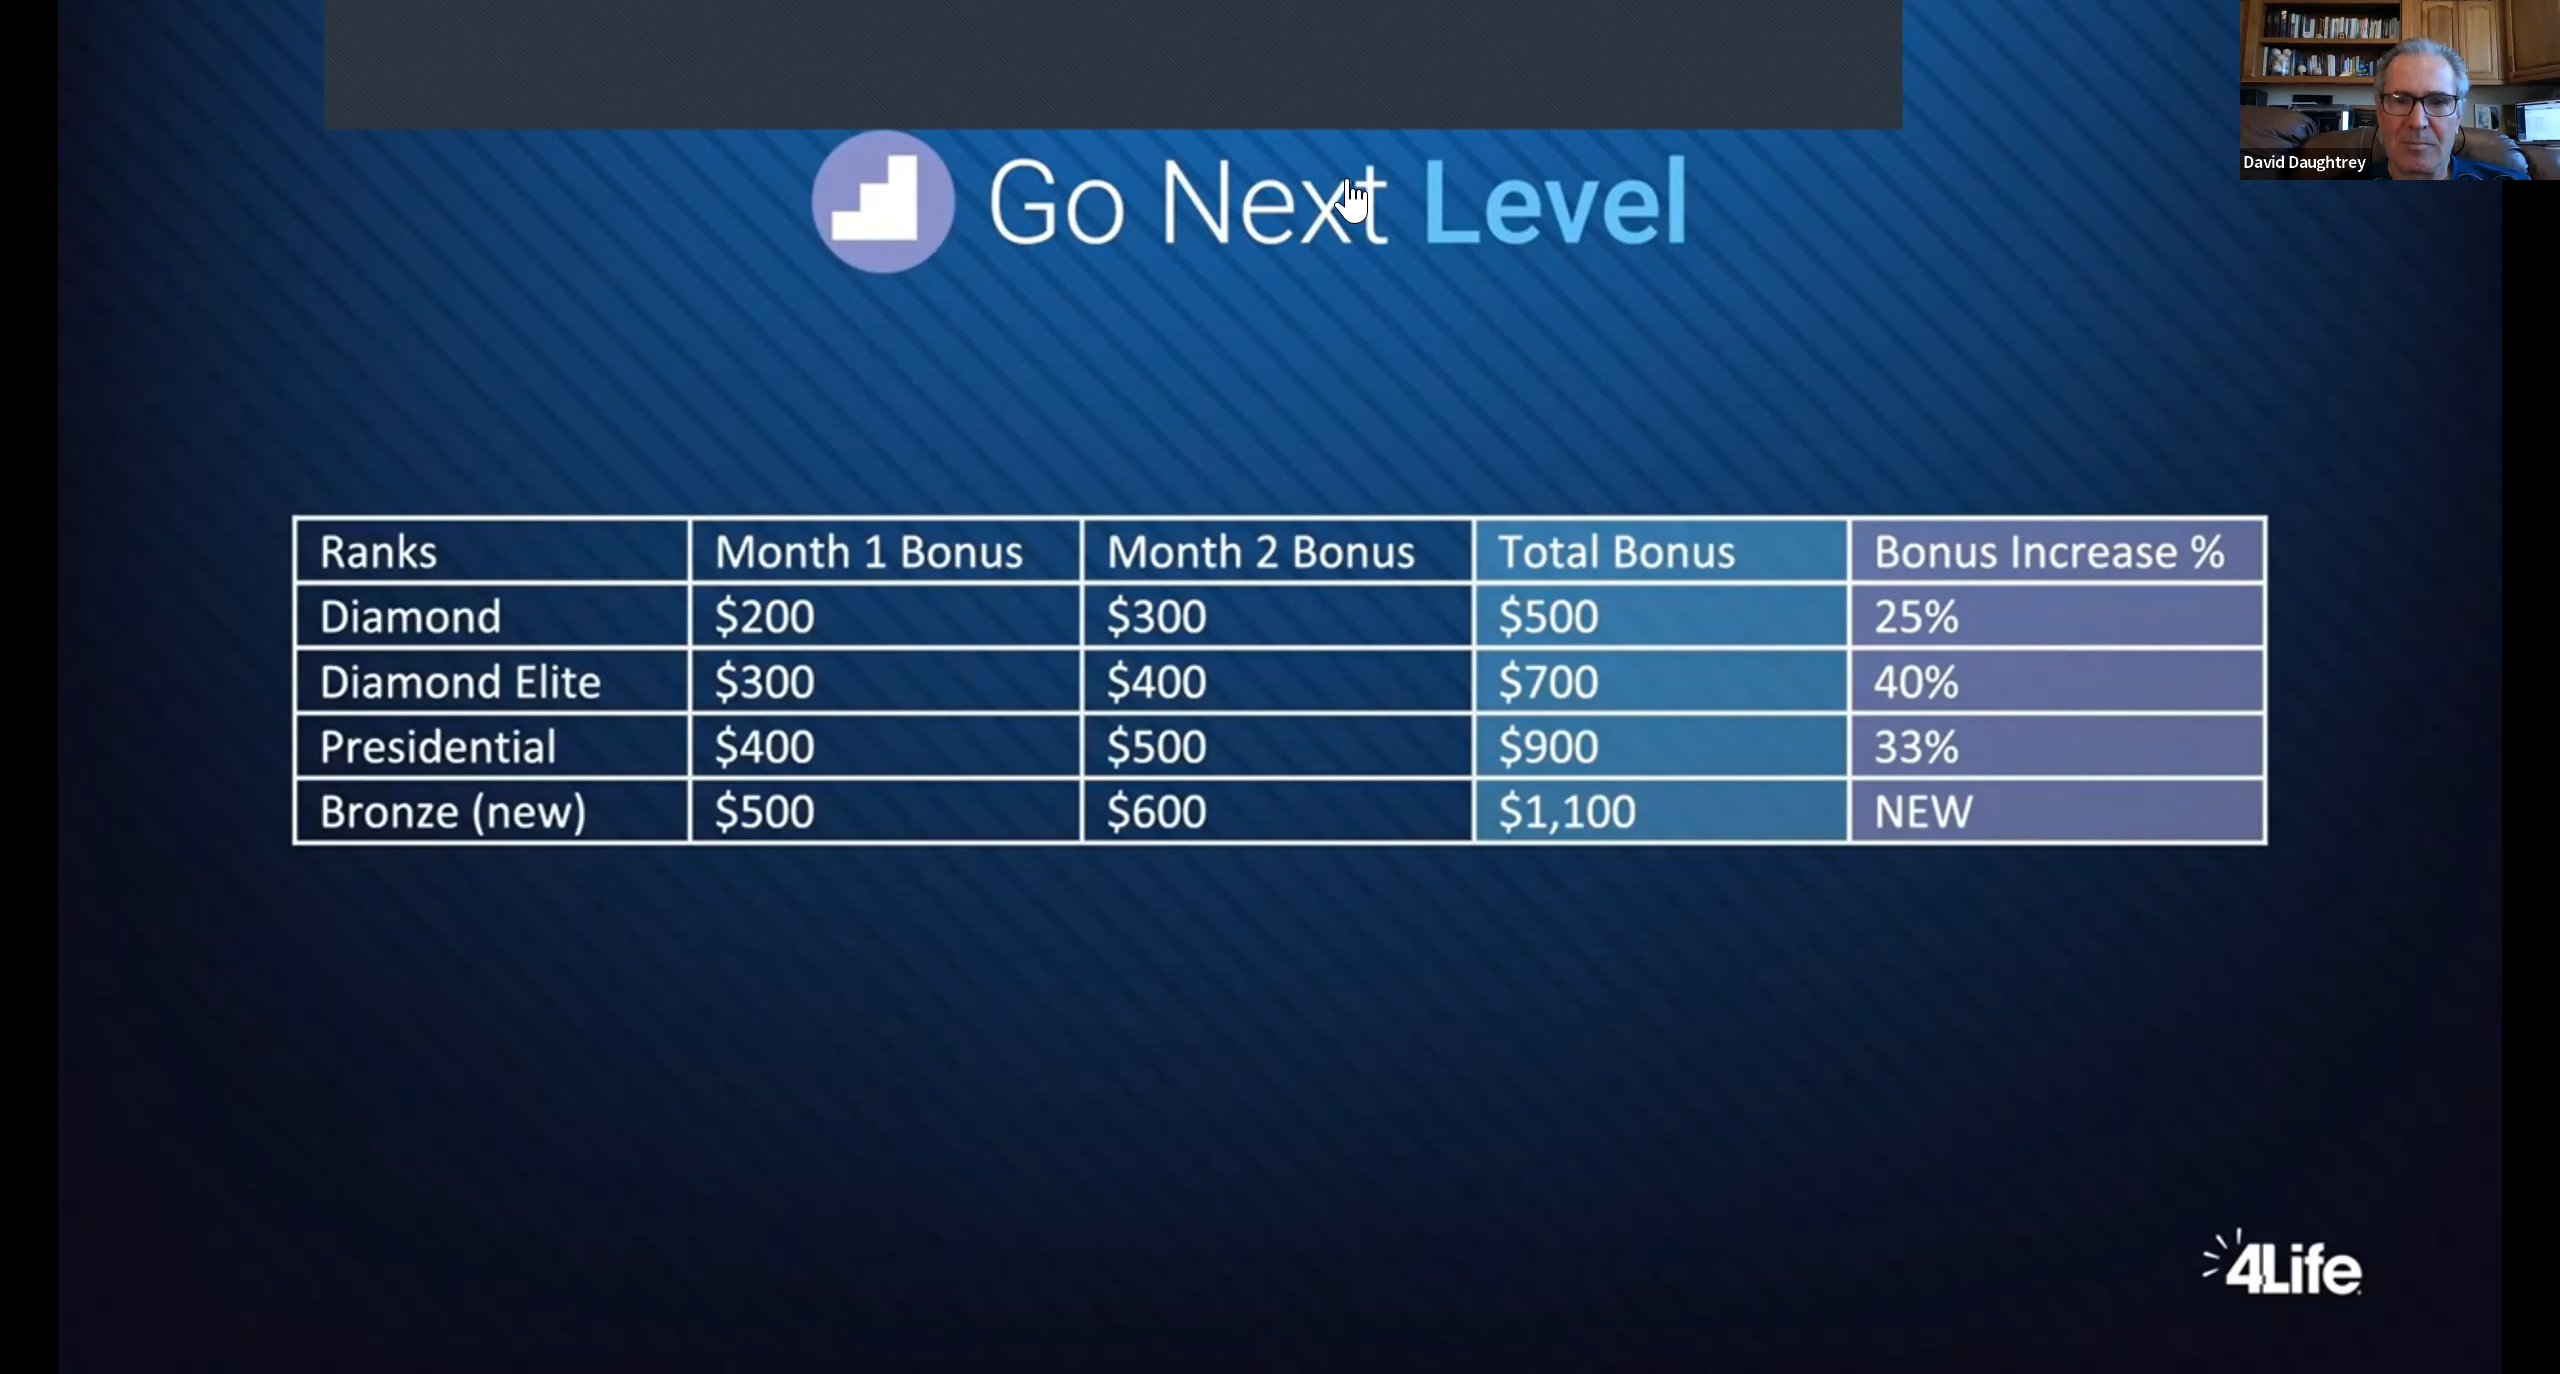 David Daughtrey
Go Next Level
Ranks Month 1 Bonus Month 2 Bonus Total Bonus Bonus Increase %
Diamond $200 $300 $500 25%
Diamond Elite $300 $400 $700 40%
Presidential $400 $500 $900 33%
Bronze (new) $500 $600 $1,100 NEW
4Life